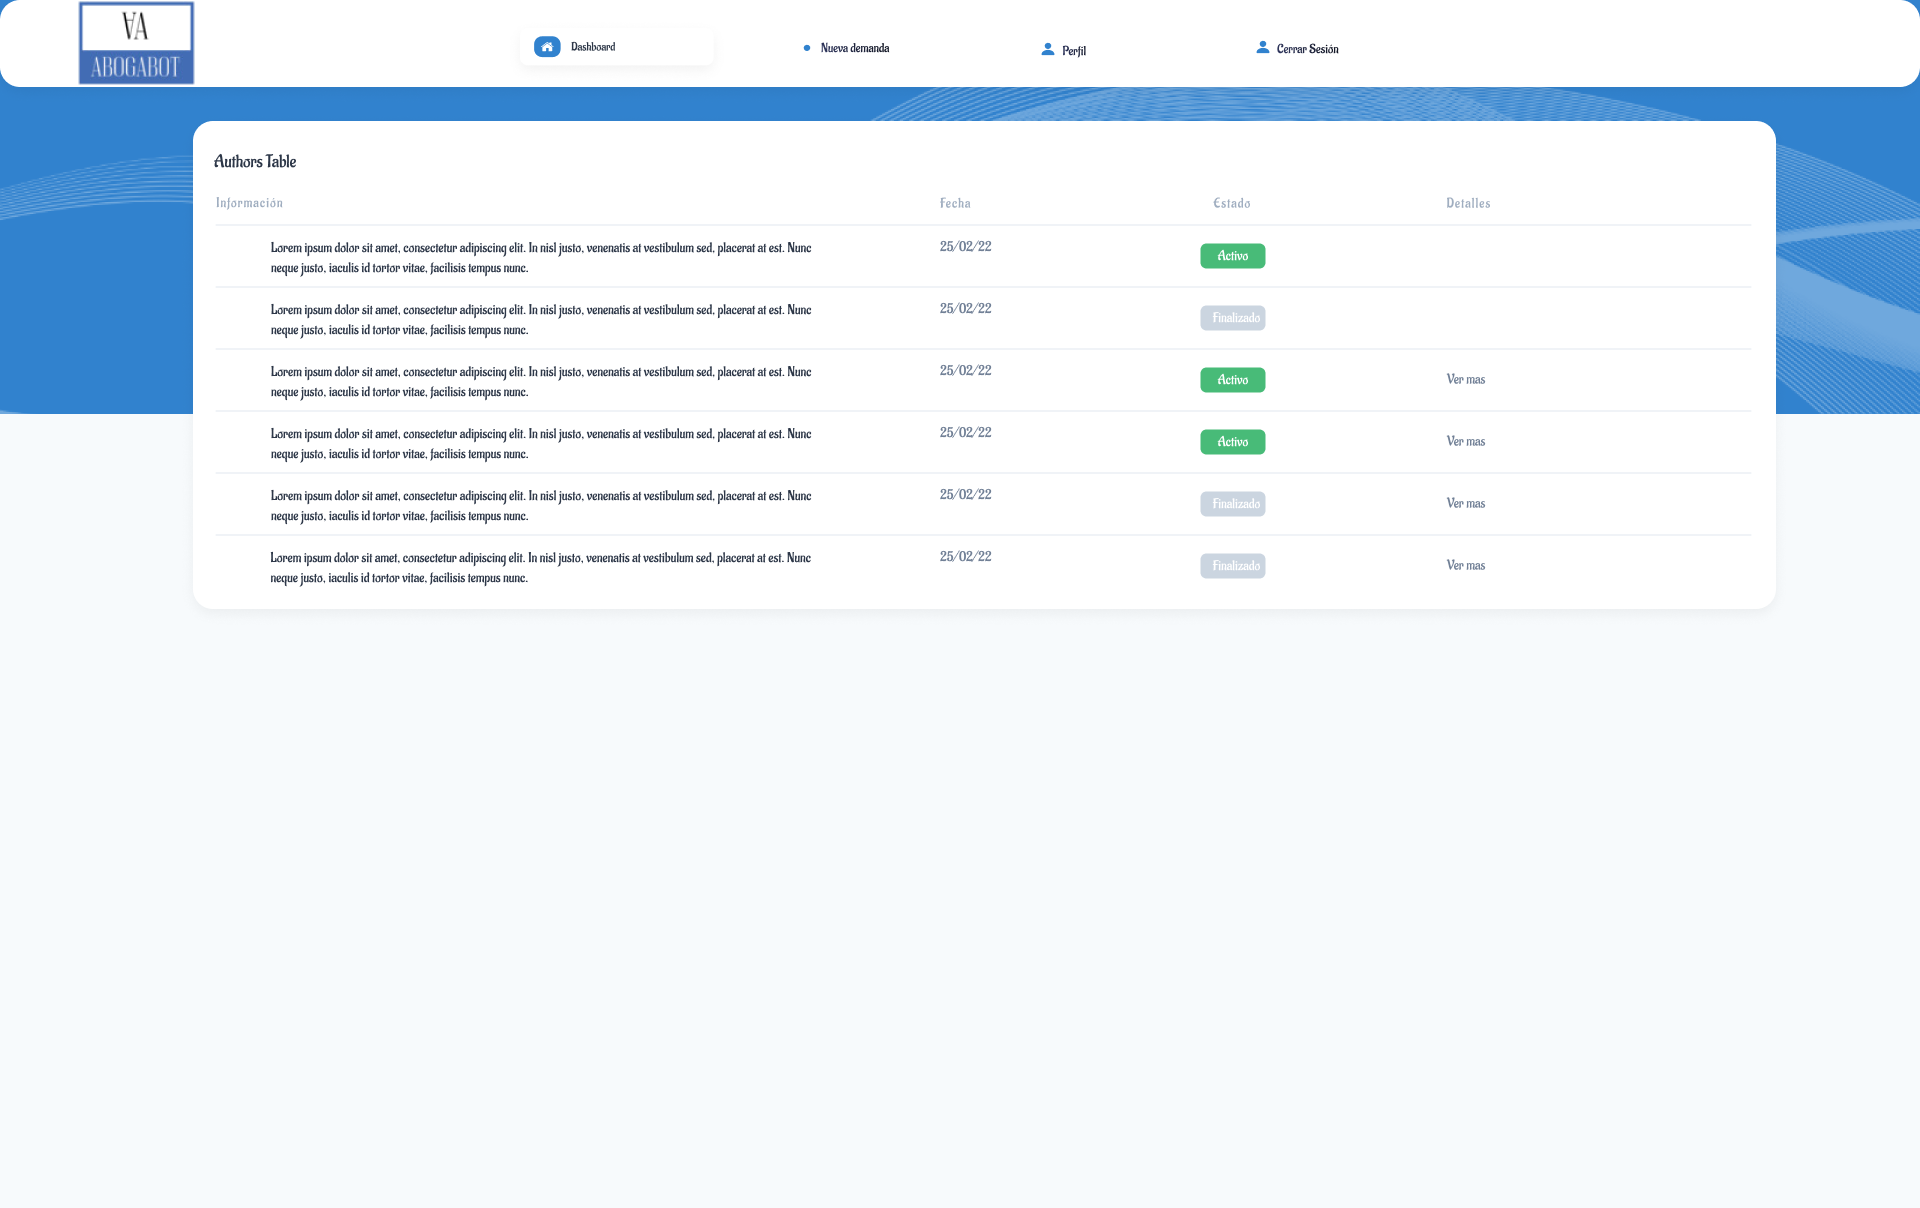 VA
ABOGABOT
Dashboard
Nueva demanda
Perfil
Cerrar Sesión
Authors Table
Información Fecha Estado Detalles
Lorem ipsum dolor sit amet, consectetur adipiscing elit. In nisl justo, venenatis at vestibulum sed, placerat at est. Nunc
neque justo, iaculis id tortor vitae, facilisis tempus nunc.
25/02/22
Activo
Lorem ipsum dolor sit amet, consectetur adipiscing elit. In nisl justo, venenatis at vestibulum sed, placerat at est. Nunc
neque justo, iaculis id tortor vitae, facilisis tempus nunc.
25/02/22
Finalizado
Lorem ipsum dolor sit amet, consectetur adipiscing elit. In nisl justo, venenatis at vestibulum sed, placerat at est. Nunc
neque justo, iaculis id tortor vitae, facilisis tempus nunc.
25/02/22
Activo
Ver mas
Lorem ipsum dolor sit amet, consectetur adipiscing elit. In nisl justo, venenatis at vestibulum sed, placerat at est. Nunc
neque justo, iaculis id tortor vitae, facilisis tempus nunc.
25/02/22
Activo
Ver mas
Lorem ipsum dolor sit amet, consectetur adipiscing elit. In nisl justo, venenatis at vestibulum sed, placerat at est. Nunc
neque justo, iaculis id tortor vitae, facilisis tempus nunc.
25/02/22
Finalizado
Ver mas
Lorem ipsum dolor sit amet, consectetur adipiscing elit. In nisl justo, venenatis at vestibulum sed, placerat at est. Nunc
neque justo, iaculis id tortor vitae, facilisis tempus nunc.
25/02/22
Finalizado
Ver mas